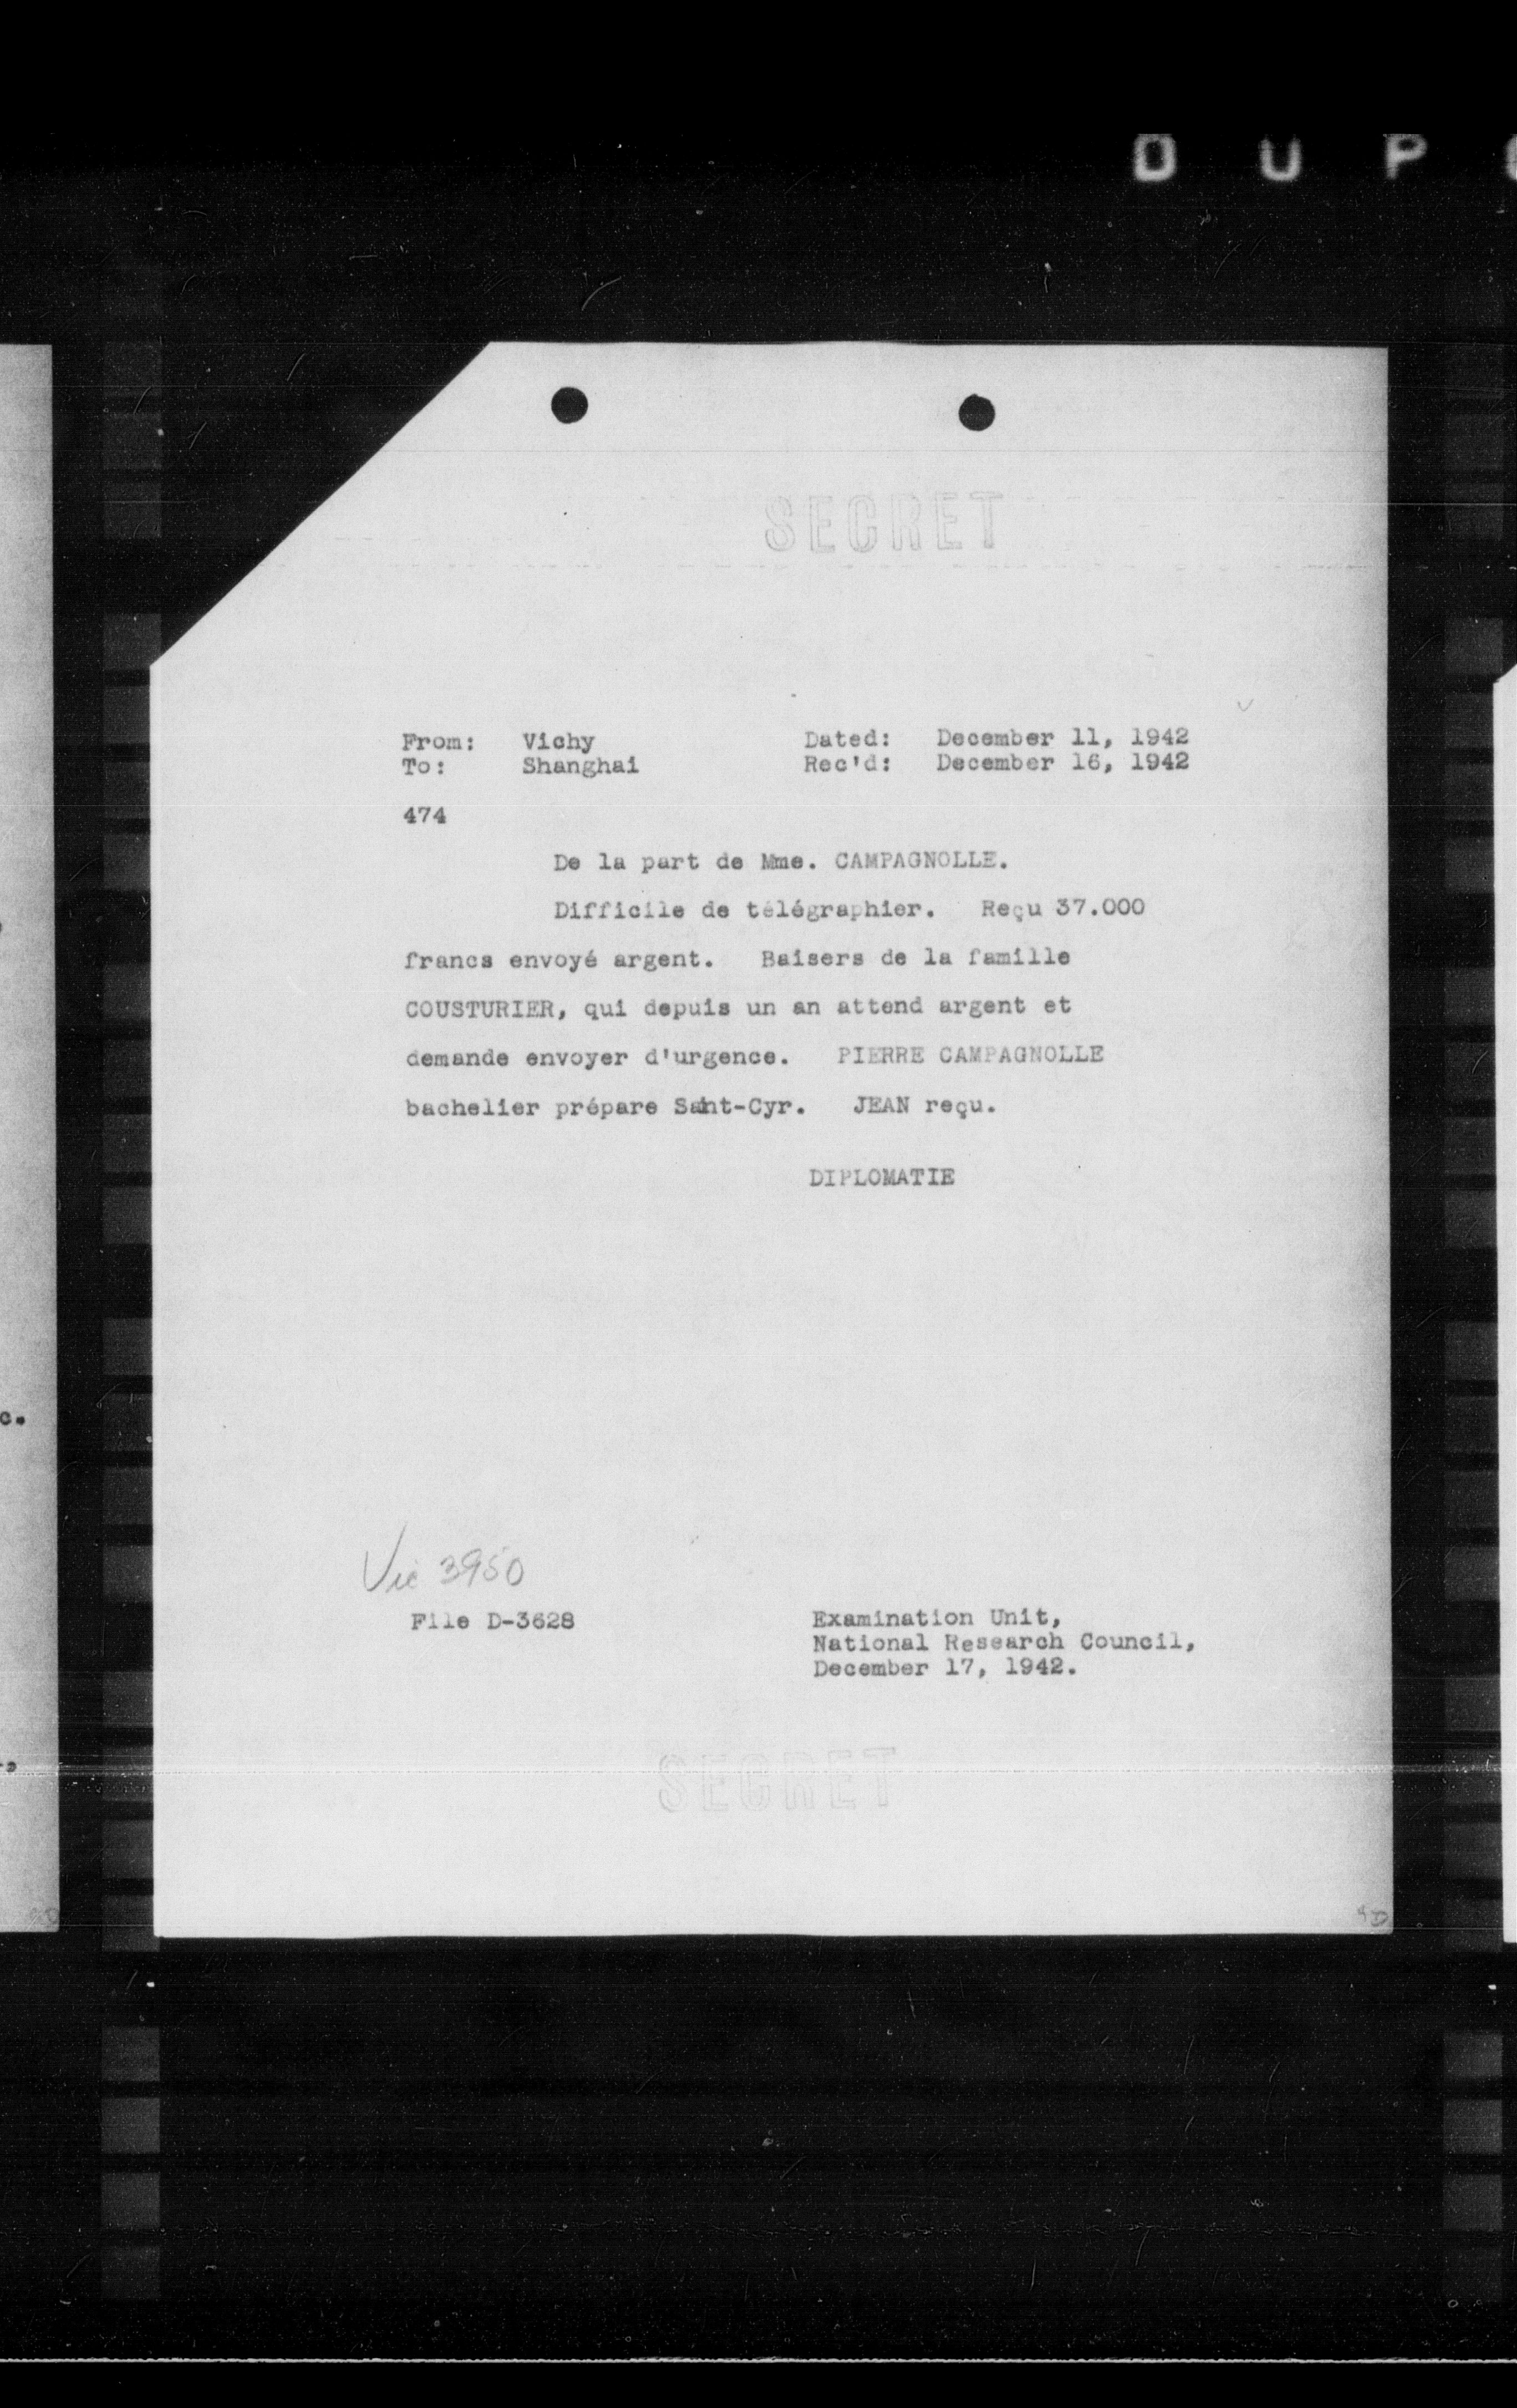 D U P
SECRET
From: Vichy Dated: December 11, 1942
To: Shanghai Rec'd: December 16, 1942
474
De la part de Mme. CAMPAGNOLLE.
Difficile de télégraphier. Reçu 37.000
francs envoyé argent. Baisers de la famille
COUSTURIER, qui depuis un an attend argent et
demande envoyer d'urgence. PIERRE CAMPAGNOLLE
bachelier prépare Saint-Cyr. JEAN reçu.
DIPLOMATIE
c.
Vic 3950
File D-3628 Examination Unit,
National Research Council,
December 17, 1942.
SECRET